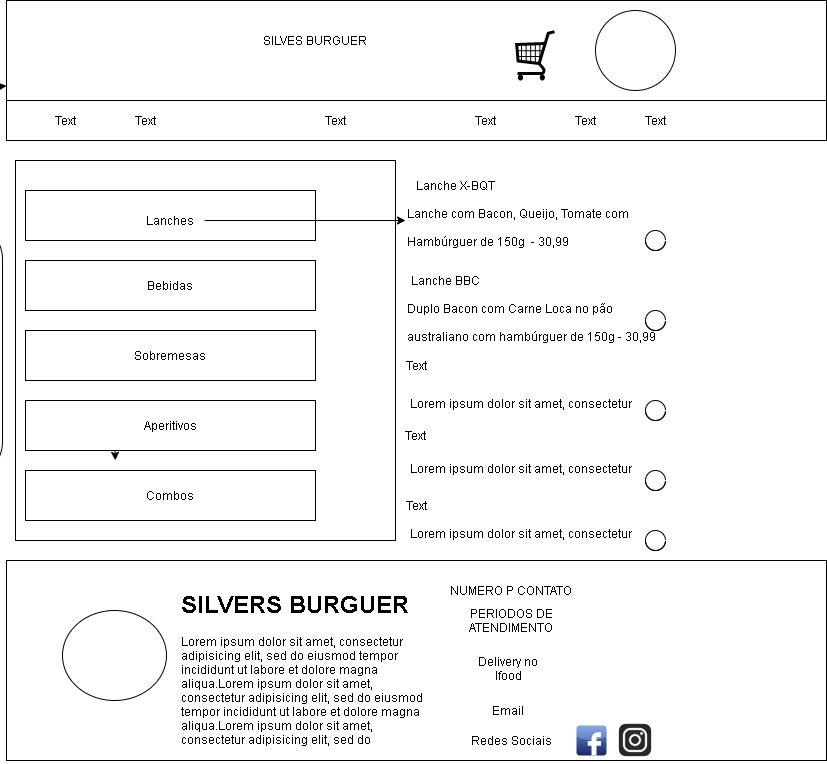 SILVES BURGUER
Text Text Text Text Text Text
Lanches
Bebidas
Sobremesas
Aperitivos
Combos
Lanche X-BQT
Lanche com Bacon, Queijo, Tomate com
Hambúrguer de 150g - 30,99
Lanche BBC
Duplo Bacon com Carne Loca no pão
australiano com hambúrguer de 150g - 30,99
Text
Lorem ipsum dolor sit amet, consectetur
Text
Lorem ipsum dolor sit amet, consectetur
Text
Lorem ipsum dolor sit amet, consectetur
SILVERS BURGUER
Lorem ipsum dolor sit amet, consectetur
adipisicing elit, sed do eiusmod tempor
incididunt ut labore et dolore magna
aliqua.Lorem ipsum dolor sit amet,
consectetur adipisicing elit, sed do eiusmod
tempor incididunt ut labore et dolore magna
aliqua.Lorem ipsum dolor sit amet,
consectetur adipisicing elit, sed do
NUMERO P CONTATO
PERIODOS DE
ATENDIMENTO
Delivery no
Ifood
Email
Redes Sociais